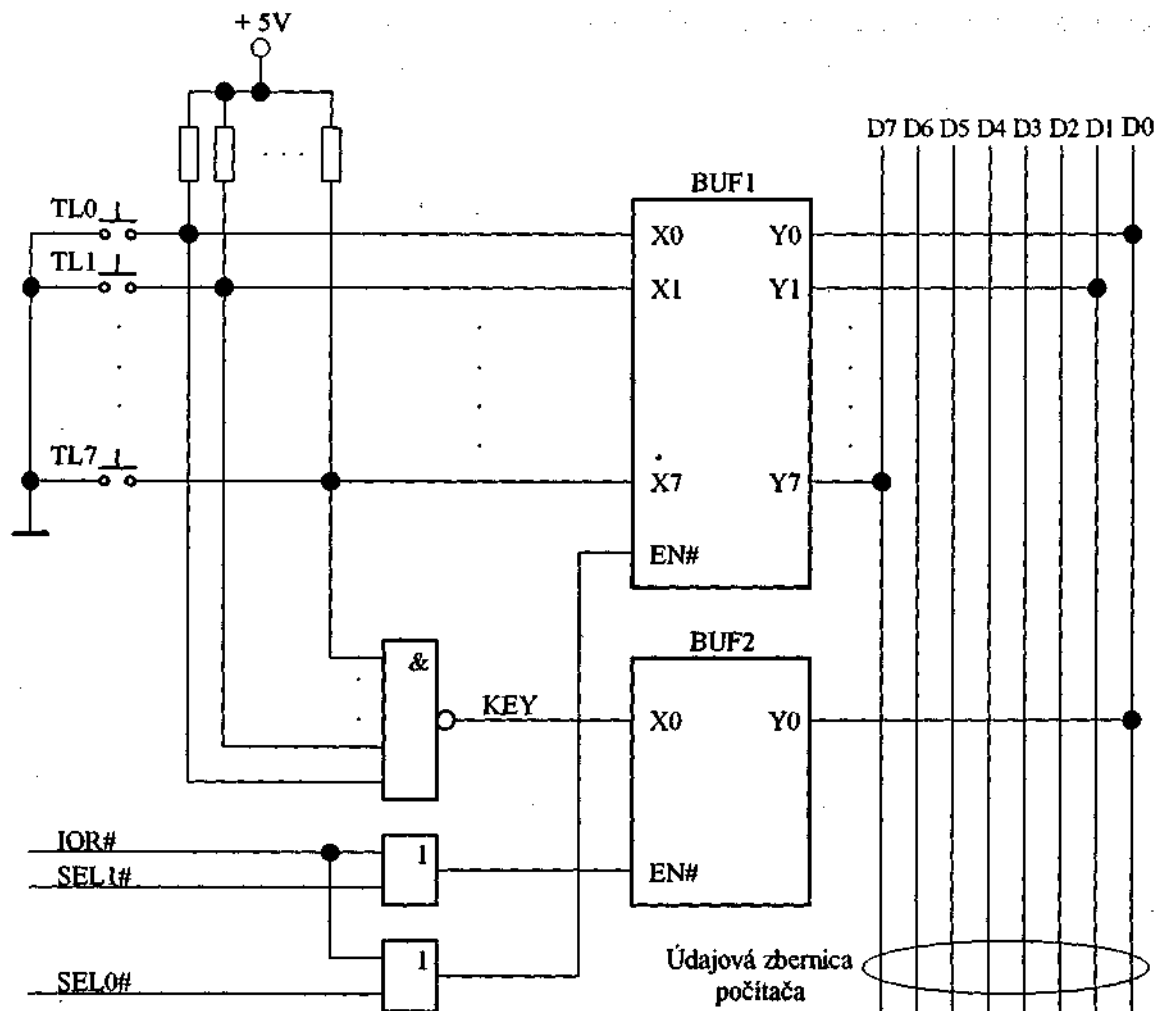 + 5V
D7 D6 D5 D4 D3 D2 D1 D0
BUF1
TL0
X0 Y0
TL1
X1 Y1
TL7
X7 Y7
EN#
BUF2
&
KEY
X0 Y0
IOR#
1
SEL1#
EN#
1
SEL0#
Údajová zbernica
počítača